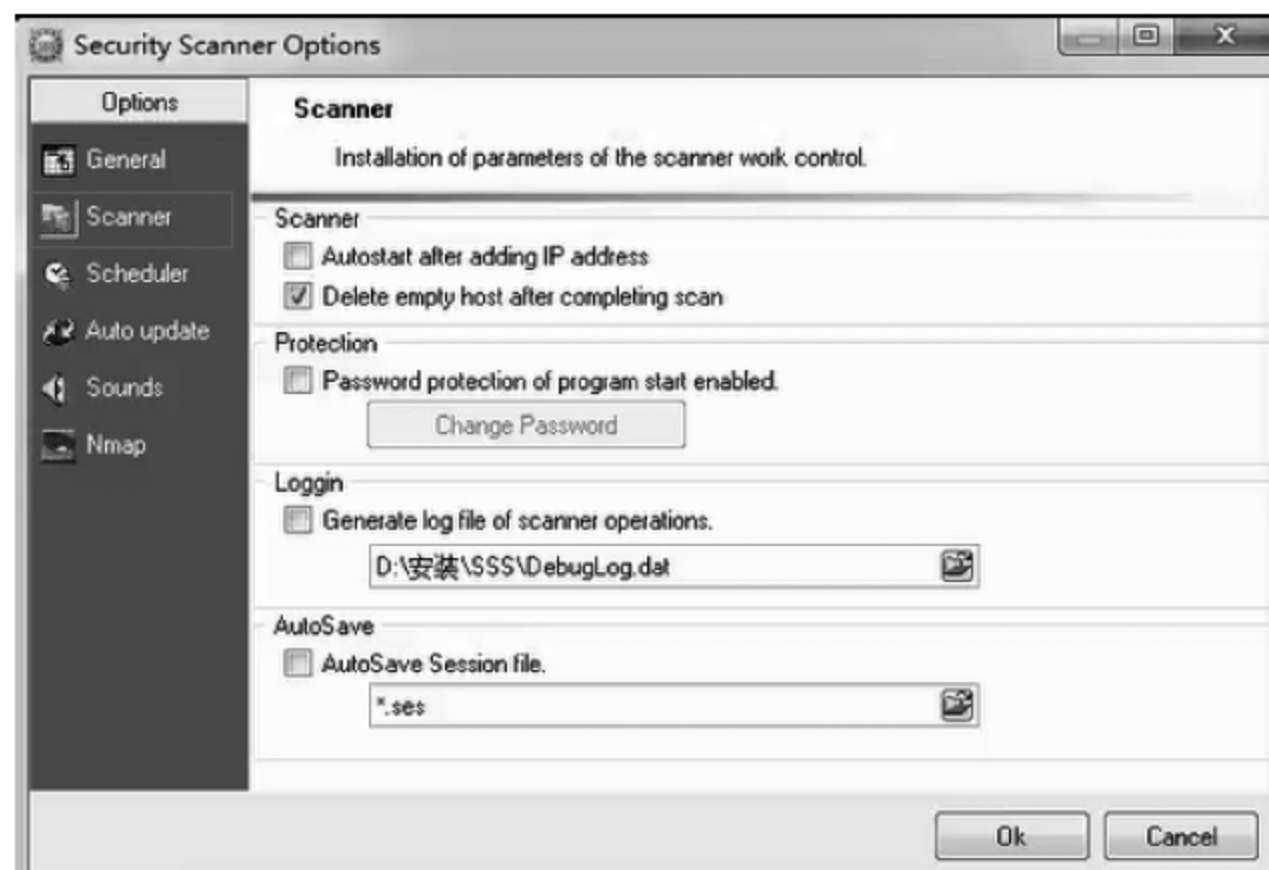 Security Scanner Options
Options
General
Scanner
Scheduler
Auto update
Sounds
Nmap
Scanner
Installation of parameters of the scanner work control.
Scanner
Autostart after adding IP address
Delete empty host after completing scan
Protection
Password protection of program start enabled.
Change Password
Loggin
Generate log file of scanner operations.
D:\安装\SSS\DebugLog.dat
AutoSave
AutoSave Session file.
*.ses
Ok
Cancel